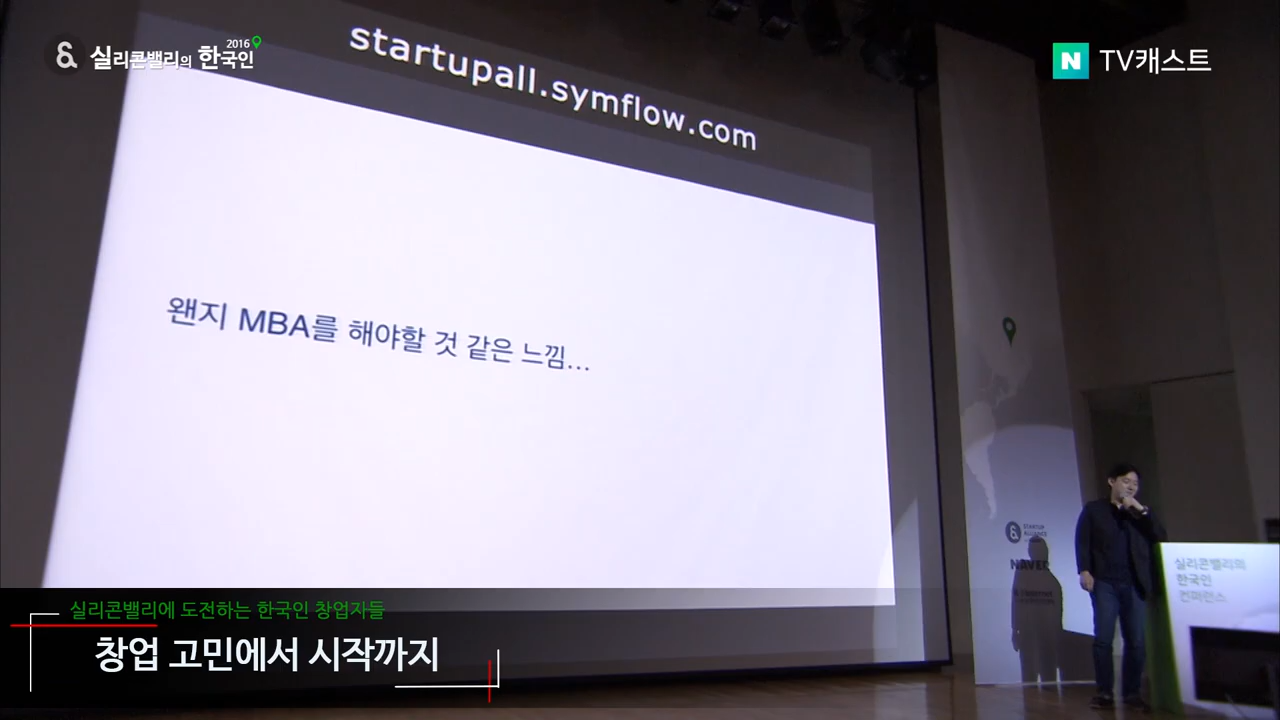 2016
& 실리콘밸리의 한국인
N TV캐스트
startupall.symflow.com
왠지 MBA를 해야할 것 같은 느낌...
& STARTUP ALLIANCE
NAVER
실리콘밸리의
한국인
컨퍼런스
실리콘밸리에 도전하는 한국인 창업자들
창업 고민에서 시작까지